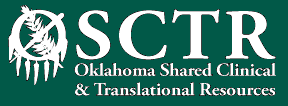 SCTR
Oklahoma Shared Clinical
& Translational Resources